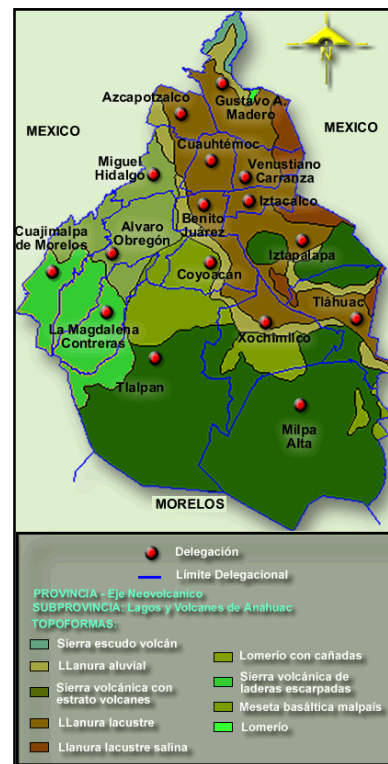 N
Azcapotzalco
Gustavo A.
Madero
MEXICO
MEXICO
Cuauhtémoc
Miguel
Hidalgo
Venustiano
Carranza
Iztacalco
Benito
Juárez
Cuajimalpa
de Morelos
Alvaro
Obregón
Iztapalapa
Coyoacán
Tláhuac
La Magdalena
Contreras
Xochimilco
Tlalpan
Milpa
Alta
MORELOS
Delegación
Límite Delegacional
PROVINCIA - Eje Neovolcánico
SUBPROVINCIA: Lagos y Volcanes de Anáhuac
TOPOFORMAS:
Sierra escudo volcán
LLanura aluvial
Sierra volcánica con
estrato volcanes
LLanura lacustre
Llanura lacustre salina
Lomerío con cañadas
Sierra volcánica de
laderas escarpadas
Meseta basáltica malpaís
Lomerío